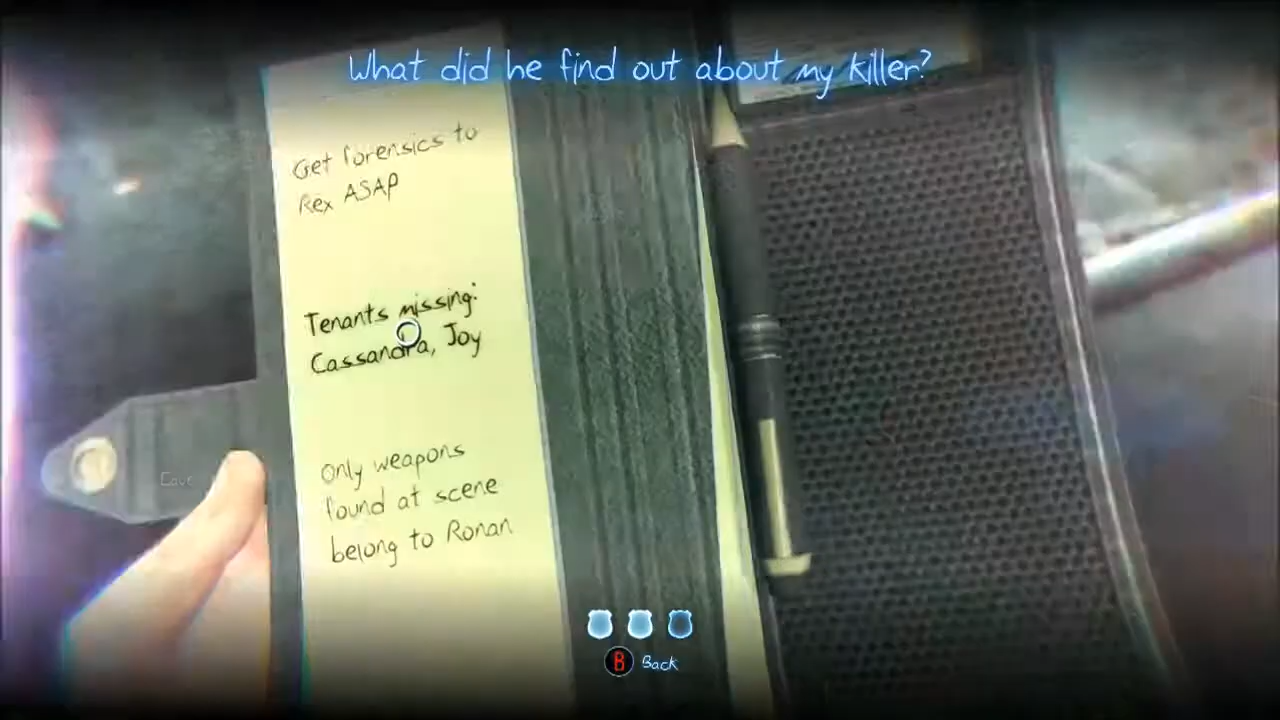 What did he find out about my killer?
Get forensics to
Rex ASAP
Tenants missing:
Cassandra, Joy
Only weapons
found at scene
belong to Ronan
B Back